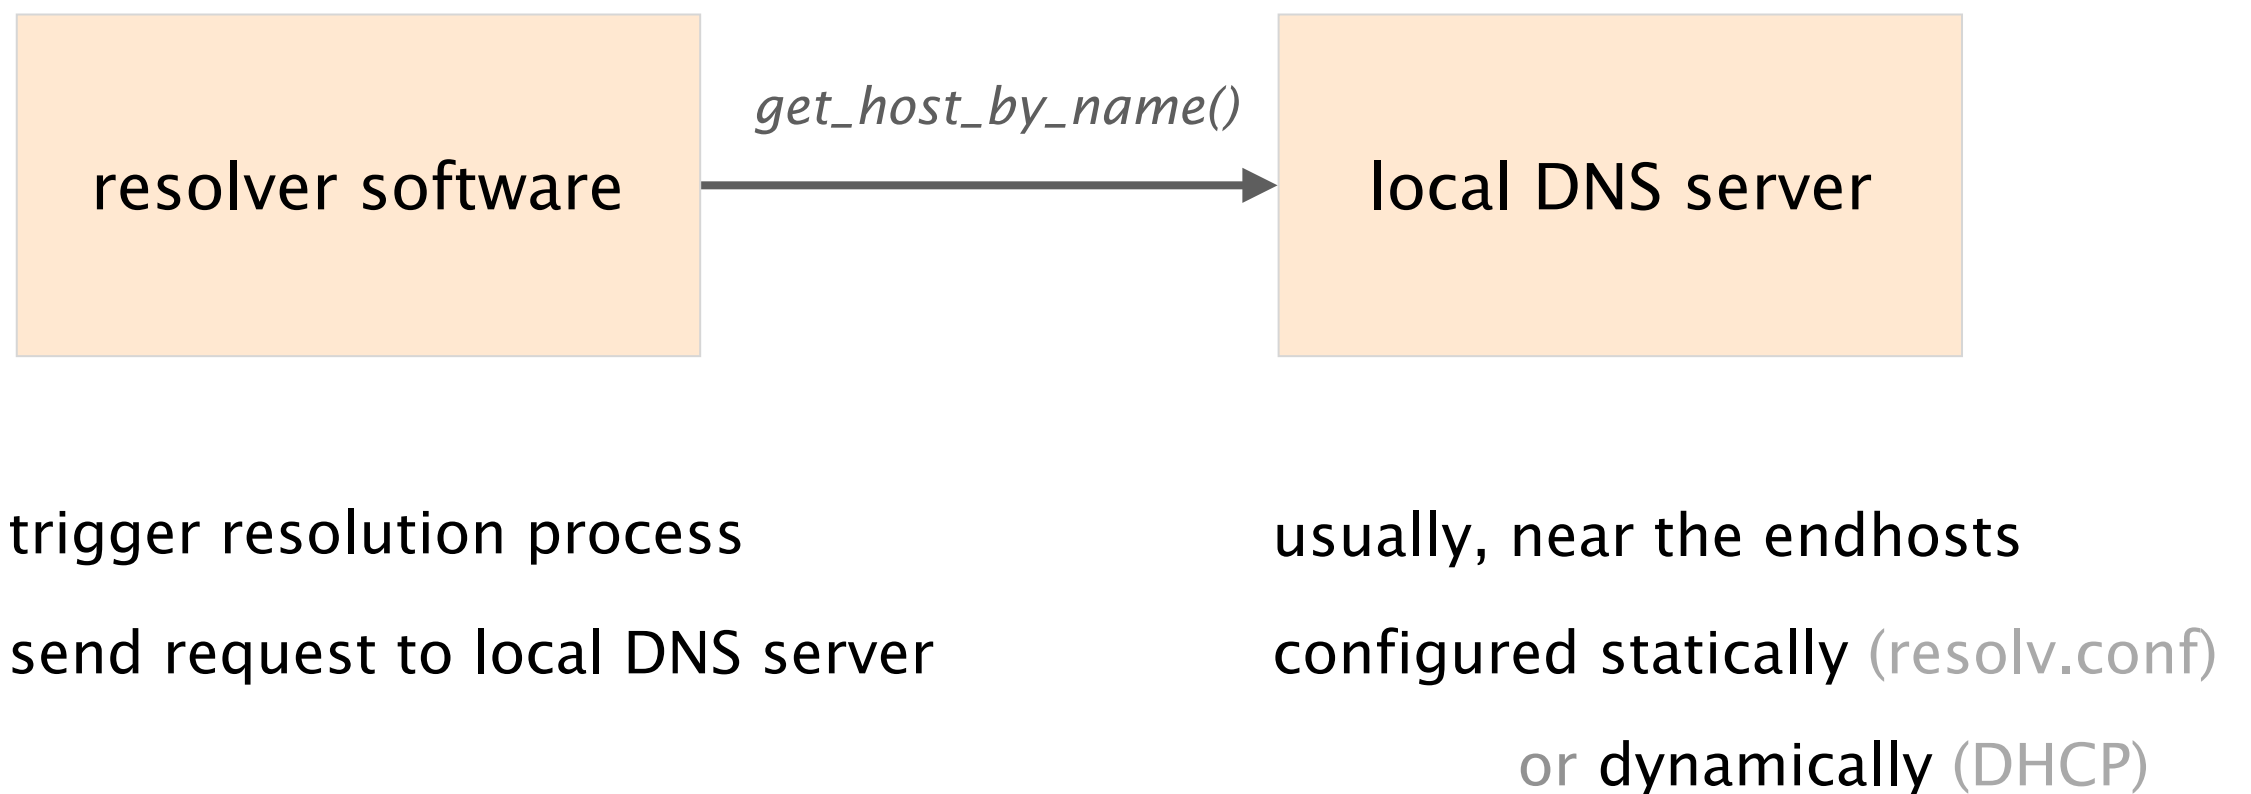 resolver software
get_host_by_name()
local DNS server
trigger resolution process
send request to local DNS server
usually, near the endhosts
configured statically (resolv.conf)
or dynamically (DHCP)